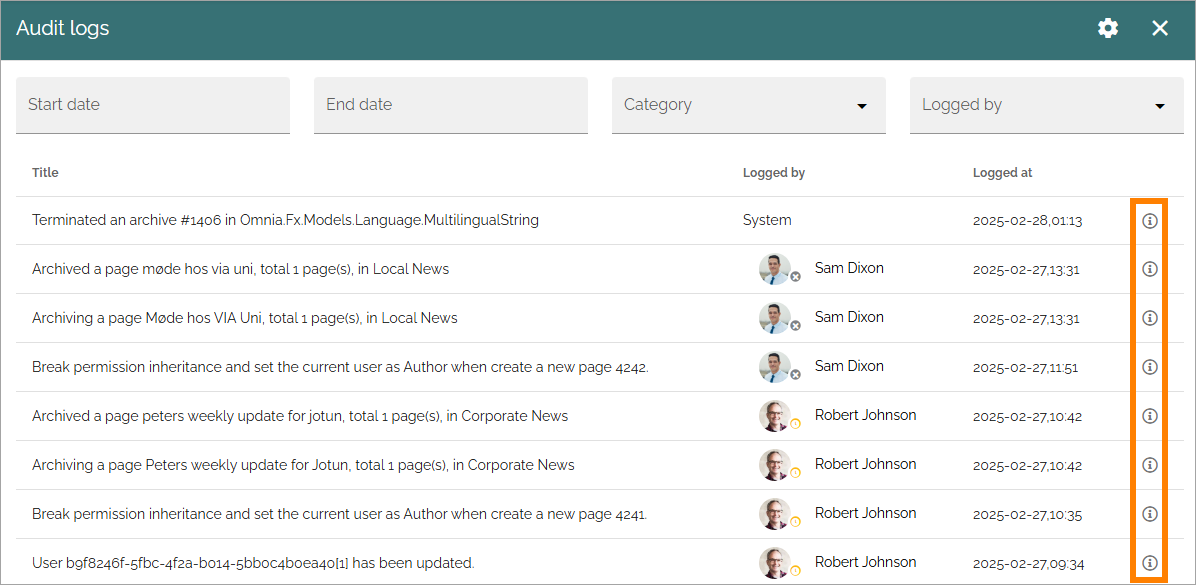 Audit logs
Start date End date Category Logged by
Title Logged by Logged at
Terminated an archive #1406 in Omnia.Fx.Models.Language.MultilingualString System 2025-02-28,01:13
Archived a page møde hos via uni, total 1 page(s), in Local News Sam Dixon 2025-02-27,13:31
Archiving a page Møde hos VIA Uni, total 1 page(s), in Local News Sam Dixon 2025-02-27,13:31
Break permission inheritance and set the current user as Author when create a new page 4242. Sam Dixon 2025-02-27,11:51
Archived a page peters weekly update for jotun, total 1 page(s), in Corporate News Robert Johnson 2025-02-27,10:42
Archiving a page Peters weekly update for Jotun, total 1 page(s), in Corporate News Robert Johnson 2025-02-27,10:42
Break permission inheritance and set the current user as Author when create a new page 4241. Robert Johnson 2025-02-27,10:35
User b9f8246f-5fbc-4f2a-b014-5bb0c4b0ea40[1] has been updated. Robert Johnson 2025-02-27,09:34